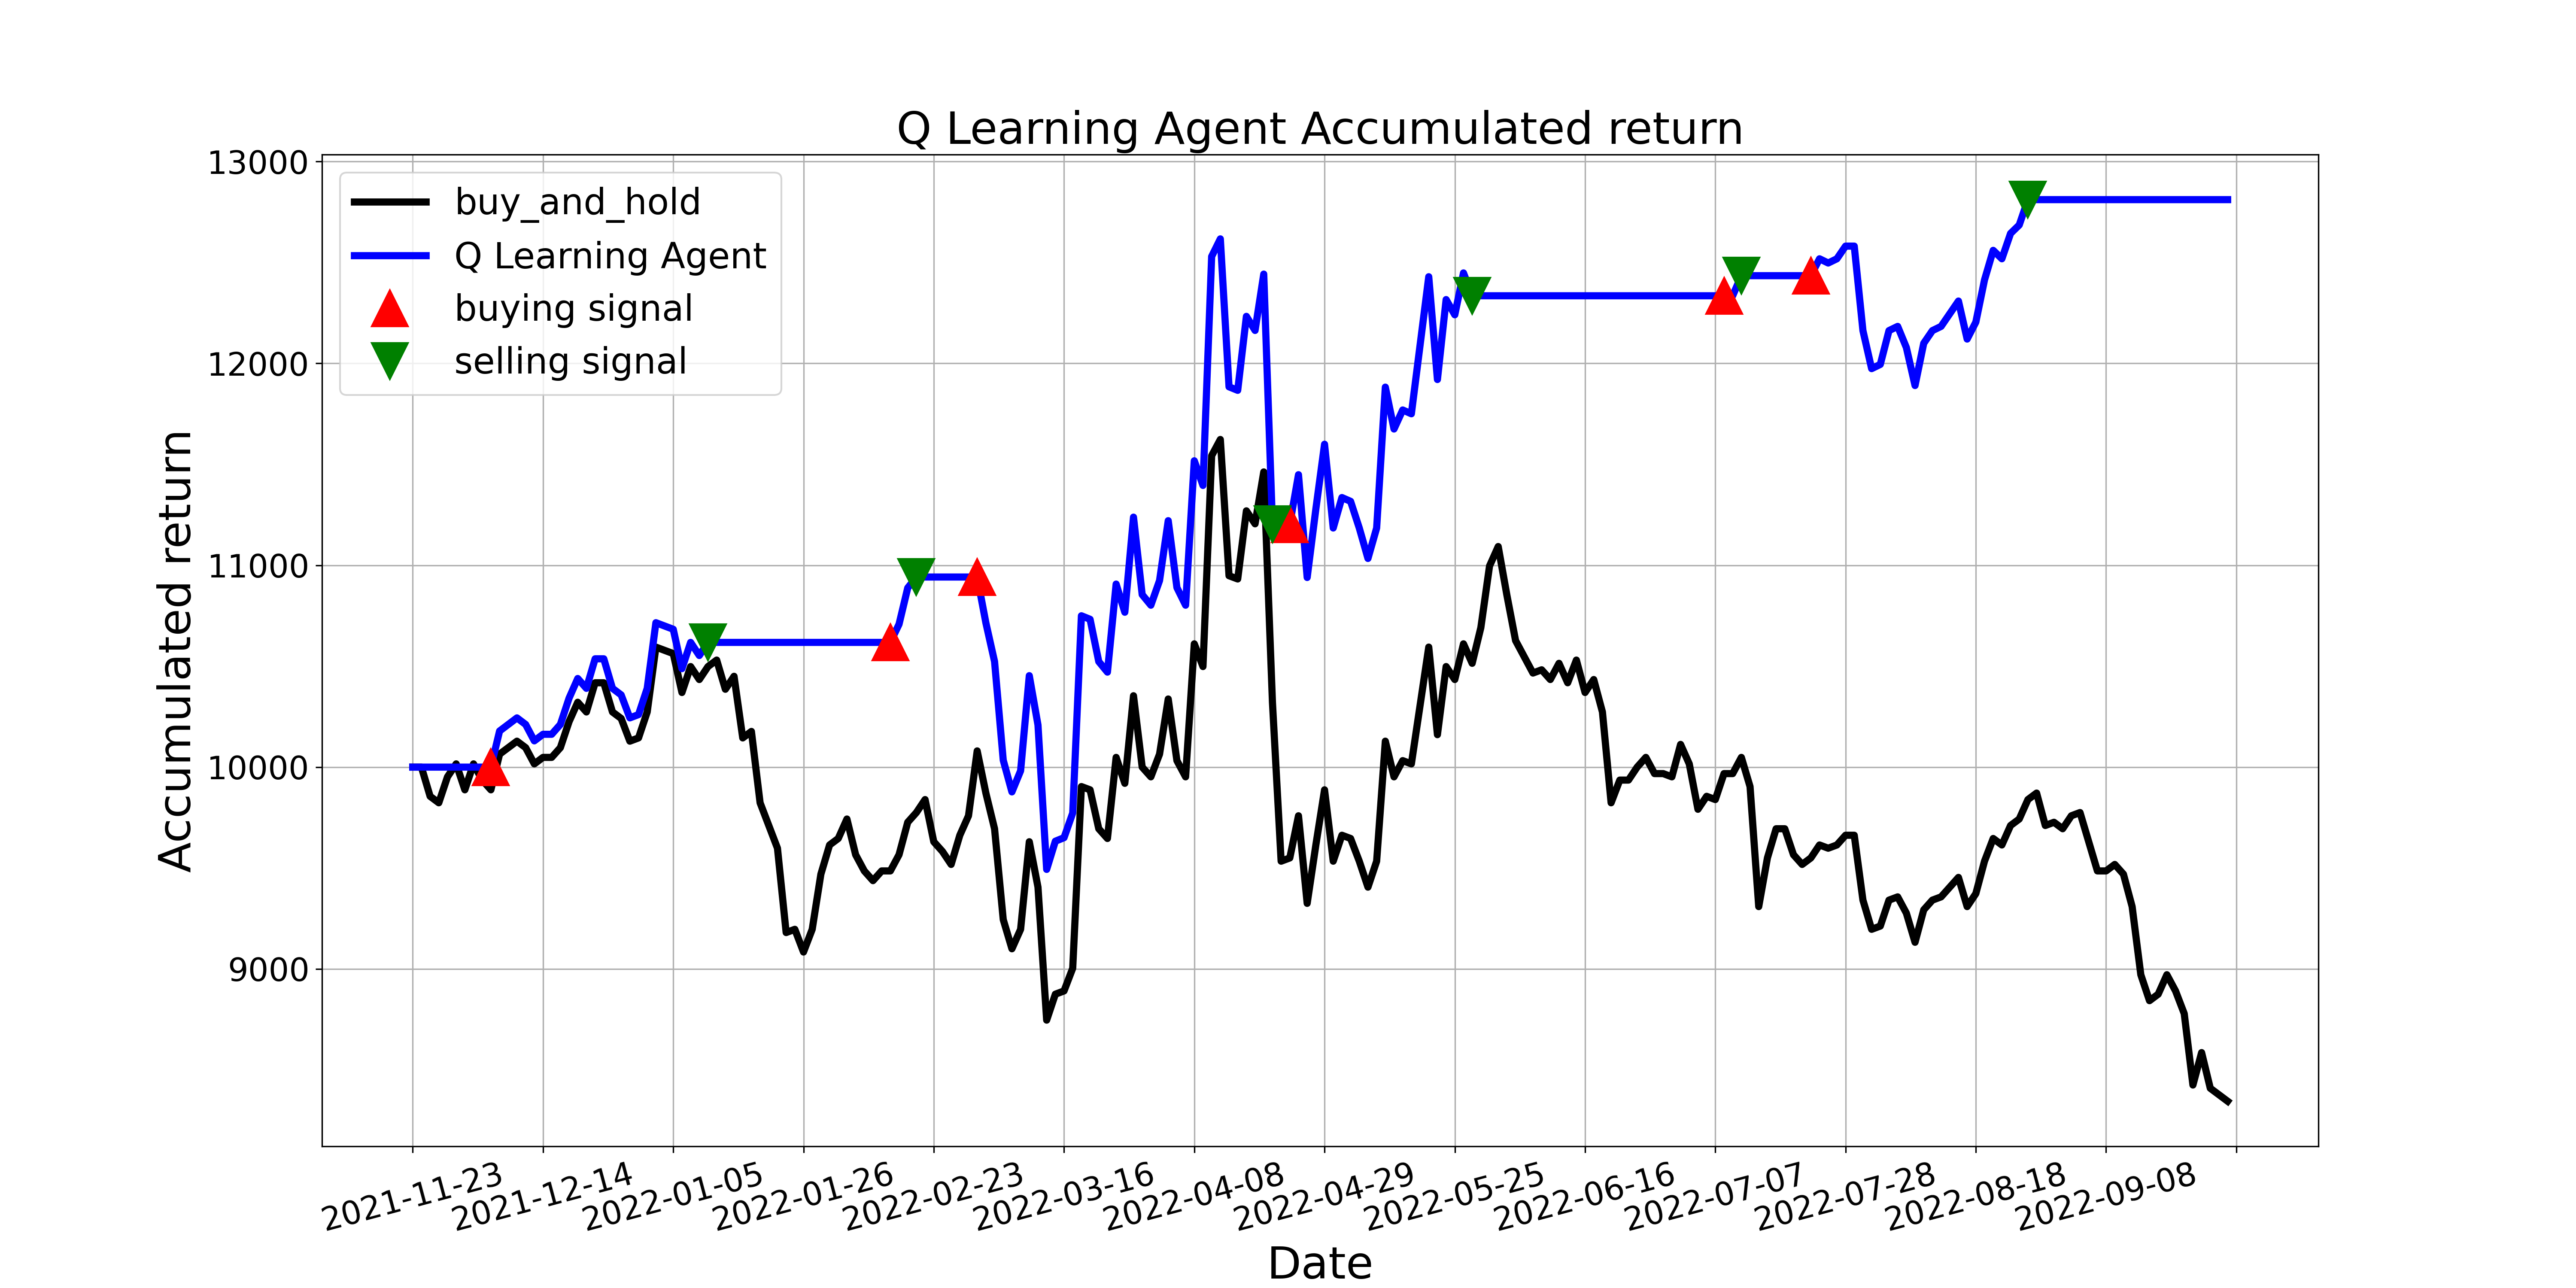 Q Learning Agent Accumulated return
13000
12000
11000
10000
9000
Accumulated return
buy_and_hold
Q Learning Agent
buying signal
selling signal
2021-11-23
2021-12-14
2022-01-05
2022-01-26
2022-02-23
2022-03-16
2022-04-08
2022-04-29
2022-05-25
2022-06-16
2022-07-07
2022-07-28
2022-08-18
2022-09-08
Date